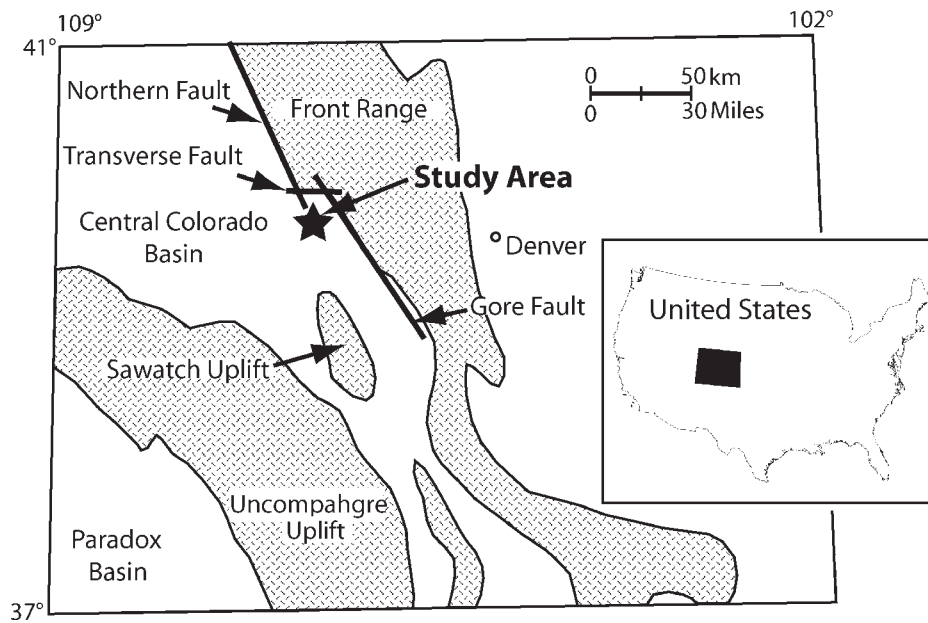 109°
102°
41°
Northern Fault
Front Range
0 50 km
0 30 Miles
Transverse Fault
Study Area
Central Colorado
Basin
Denver
Gore Fault
United States
Sawatch Uplift
Uncompahgre
Uplift
Paradox
Basin
37°